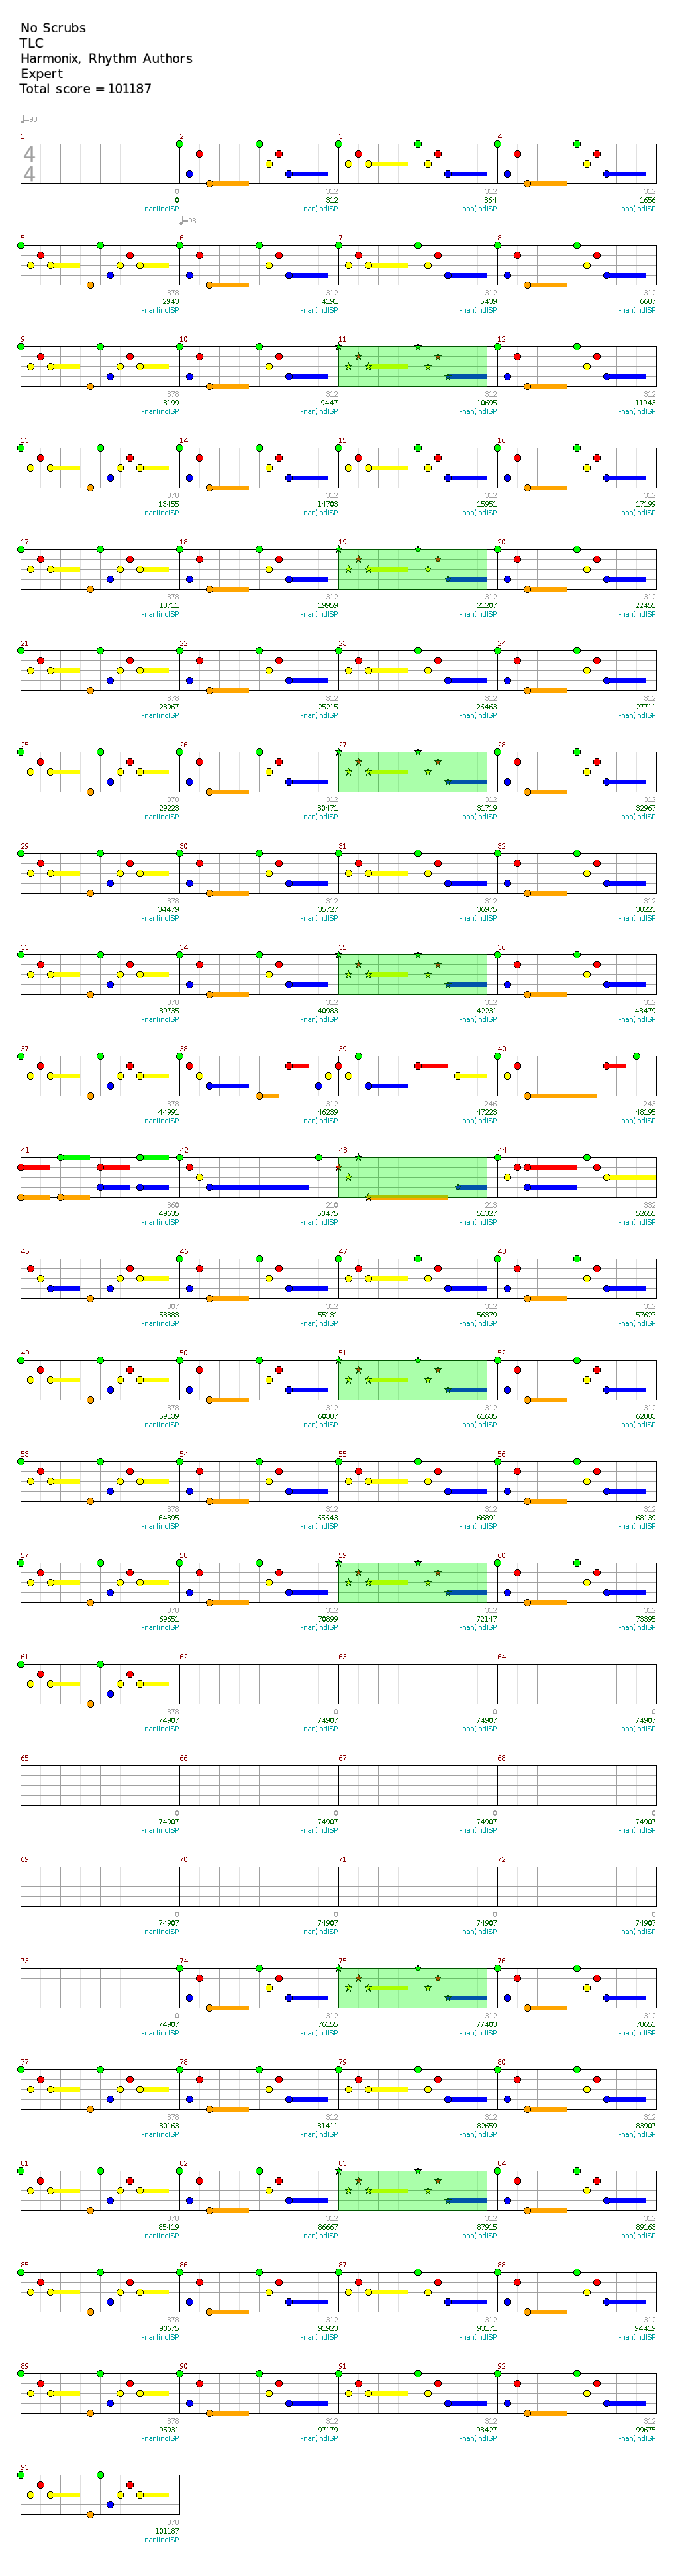 No Scrubs
TLC
Harmonix, Rhythm Authors
Expert
Total score = 101187
♩=93
1 2 3 4
4
4
0 312 312 312
0 312 864 1656
-nan(ind)SP -nan(ind)SP -nan(ind)SP -nan(ind)SP
♩=93
5 6 7 8
378 312 312 312
2943 4191 5439 6687
-nan(ind)SP -nan(ind)SP -nan(ind)SP -nan(ind)SP
9 10 11 12
378 312 312 312
8199 9447 10695 11943
-nan(ind)SP -nan(ind)SP -nan(ind)SP -nan(ind)SP
13 14 15 16
378 312 312 312
13455 14703 15951 17199
-nan(ind)SP -nan(ind)SP -nan(ind)SP -nan(ind)SP
17 18 19 20
378 312 312 312
18711 19959 21207 22455
-nan(ind)SP -nan(ind)SP -nan(ind)SP -nan(ind)SP
21 22 23 24
378 312 312 312
23967 25215 26463 27711
-nan(ind)SP -nan(ind)SP -nan(ind)SP -nan(ind)SP
25 26 27 28
378 312 312 312
29223 30471 31719 32967
-nan(ind)SP -nan(ind)SP -nan(ind)SP -nan(ind)SP
29 30 31 32
378 312 312 312
34479 35727 36975 38223
-nan(ind)SP -nan(ind)SP -nan(ind)SP -nan(ind)SP
33 34 35 36
378 312 312 312
39735 40983 42231 43479
-nan(ind)SP -nan(ind)SP -nan(ind)SP -nan(ind)SP
37 38 39 40
378 312 246 243
44991 46239 47223 48195
-nan(ind)SP -nan(ind)SP -nan(ind)SP -nan(ind)SP
41 42 43 44
360 210 213 332
49635 50475 51327 52655
-nan(ind)SP -nan(ind)SP -nan(ind)SP -nan(ind)SP
45 46 47 48
307 312 312 312
53883 55131 56379 57627
-nan(ind)SP -nan(ind)SP -nan(ind)SP -nan(ind)SP
49 50 51 52
378 312 312 312
59139 60387 61635 62883
-nan(ind)SP -nan(ind)SP -nan(ind)SP -nan(ind)SP
53 54 55 56
378 312 312 312
64395 65643 66891 68139
-nan(ind)SP -nan(ind)SP -nan(ind)SP -nan(ind)SP
57 58 59 60
378 312 312 312
69651 70899 72147 73395
-nan(ind)SP -nan(ind)SP -nan(ind)SP -nan(ind)SP
61 62 63 64
378 0 0 0
74907 74907 74907 74907
-nan(ind)SP -nan(ind)SP -nan(ind)SP -nan(ind)SP
65 66 67 68
0 0 0 0
74907 74907 74907 74907
-nan(ind)SP -nan(ind)SP -nan(ind)SP -nan(ind)SP
69 70 71 72
0 0 0 0
74907 74907 74907 74907
-nan(ind)SP -nan(ind)SP -nan(ind)SP -nan(ind)SP
73 74 75 76
0 312 312 312
74907 76155 77403 78651
-nan(ind)SP -nan(ind)SP -nan(ind)SP -nan(ind)SP
77 78 79 80
378 312 312 312
80163 81411 82659 83907
-nan(ind)SP -nan(ind)SP -nan(ind)SP -nan(ind)SP
81 82 83 84
378 312 312 312
85419 86667 87915 89163
-nan(ind)SP -nan(ind)SP -nan(ind)SP -nan(ind)SP
85 86 87 88
378 312 312 312
90675 91923 93171 94419
-nan(ind)SP -nan(ind)SP -nan(ind)SP -nan(ind)SP
89 90 91 92
378 312 312 312
95931 97179 98427 99675
-nan(ind)SP -nan(ind)SP -nan(ind)SP -nan(ind)SP
93
378
101187
-nan(ind)SP